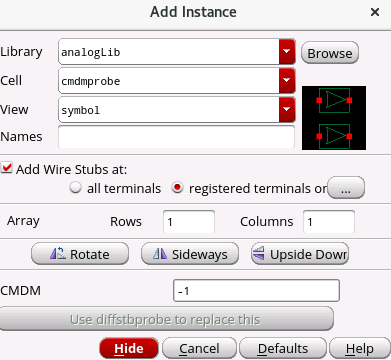 Add Instance
Library analogLib Browse
Cell cmdmprobe
View symbol
Names
Add Wire Stubs at:
all terminals registered terminals or ...
Array Rows 1 Columns 1
Rotate Sideways Upside Down
CMDM -1
Use diffstbprobe to replace this
Hide Cancel Defaults Help